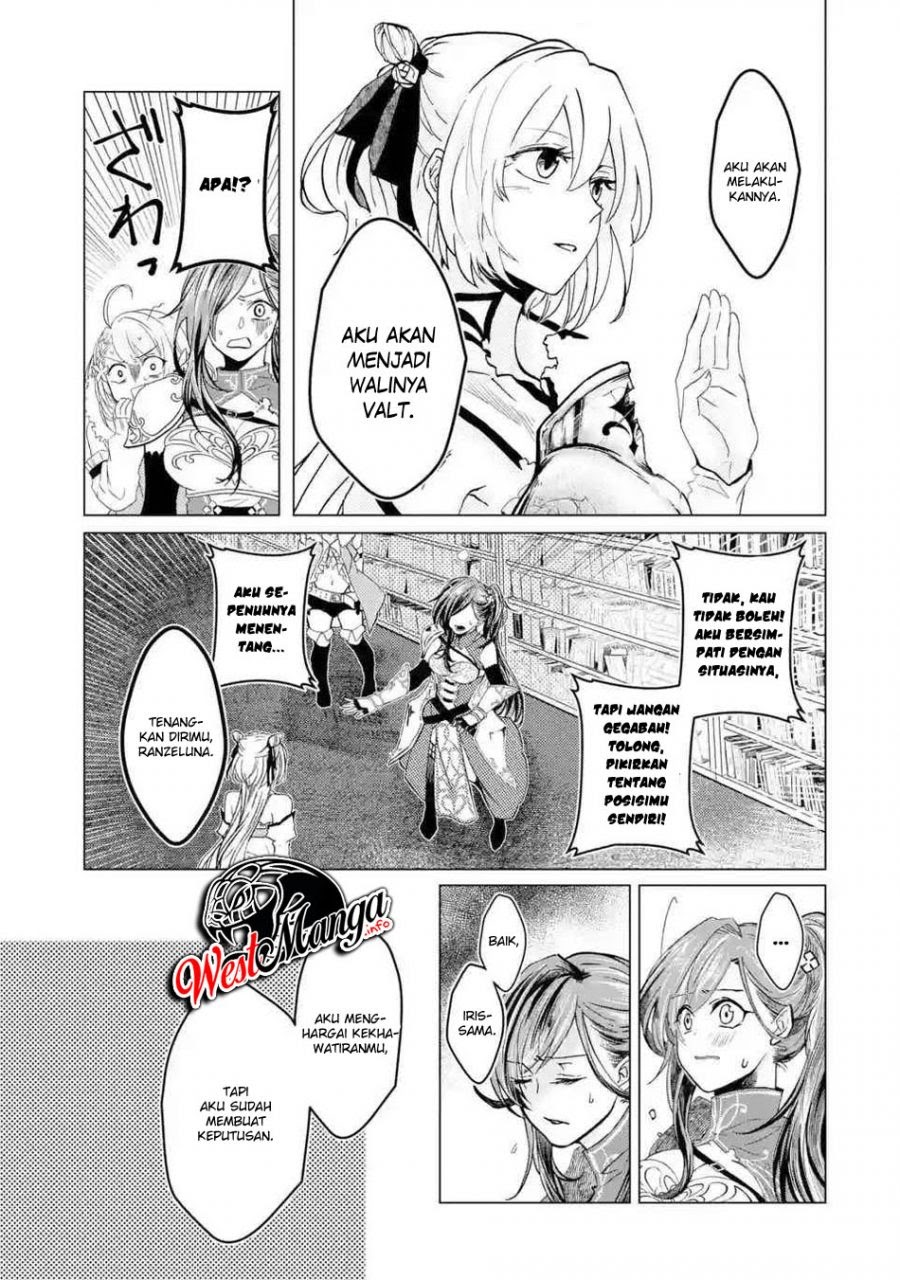 AKU AKAN
MELAKU-
KANNYA.
AKU AKAN
MENJADI
WALINYA
VALT.
APA!?
ざわっ
TIDAK, KAU
TIDAK BOLEH!
AKU BERSIM-
PATI DENGAN
SITUASINYA,
TAPI JANGAN
GEGABAH!
TOLONG,
PIKIRKAN
TENTANG
POSISIMU
SENDIRI!
AKU SE-
PENUHNYA
MENEN-
TANG...
TENANG-
KAN DIRIMU,
RANZELUNA.
...
BAIK,
IRIS-
SAMA.
WestManga
.info
AKU MENG-
HARGAI KEKHA-
WATIRANMU,
TAPI
AKU SUDAH
MEMBUAT
KEPUTUSAN.